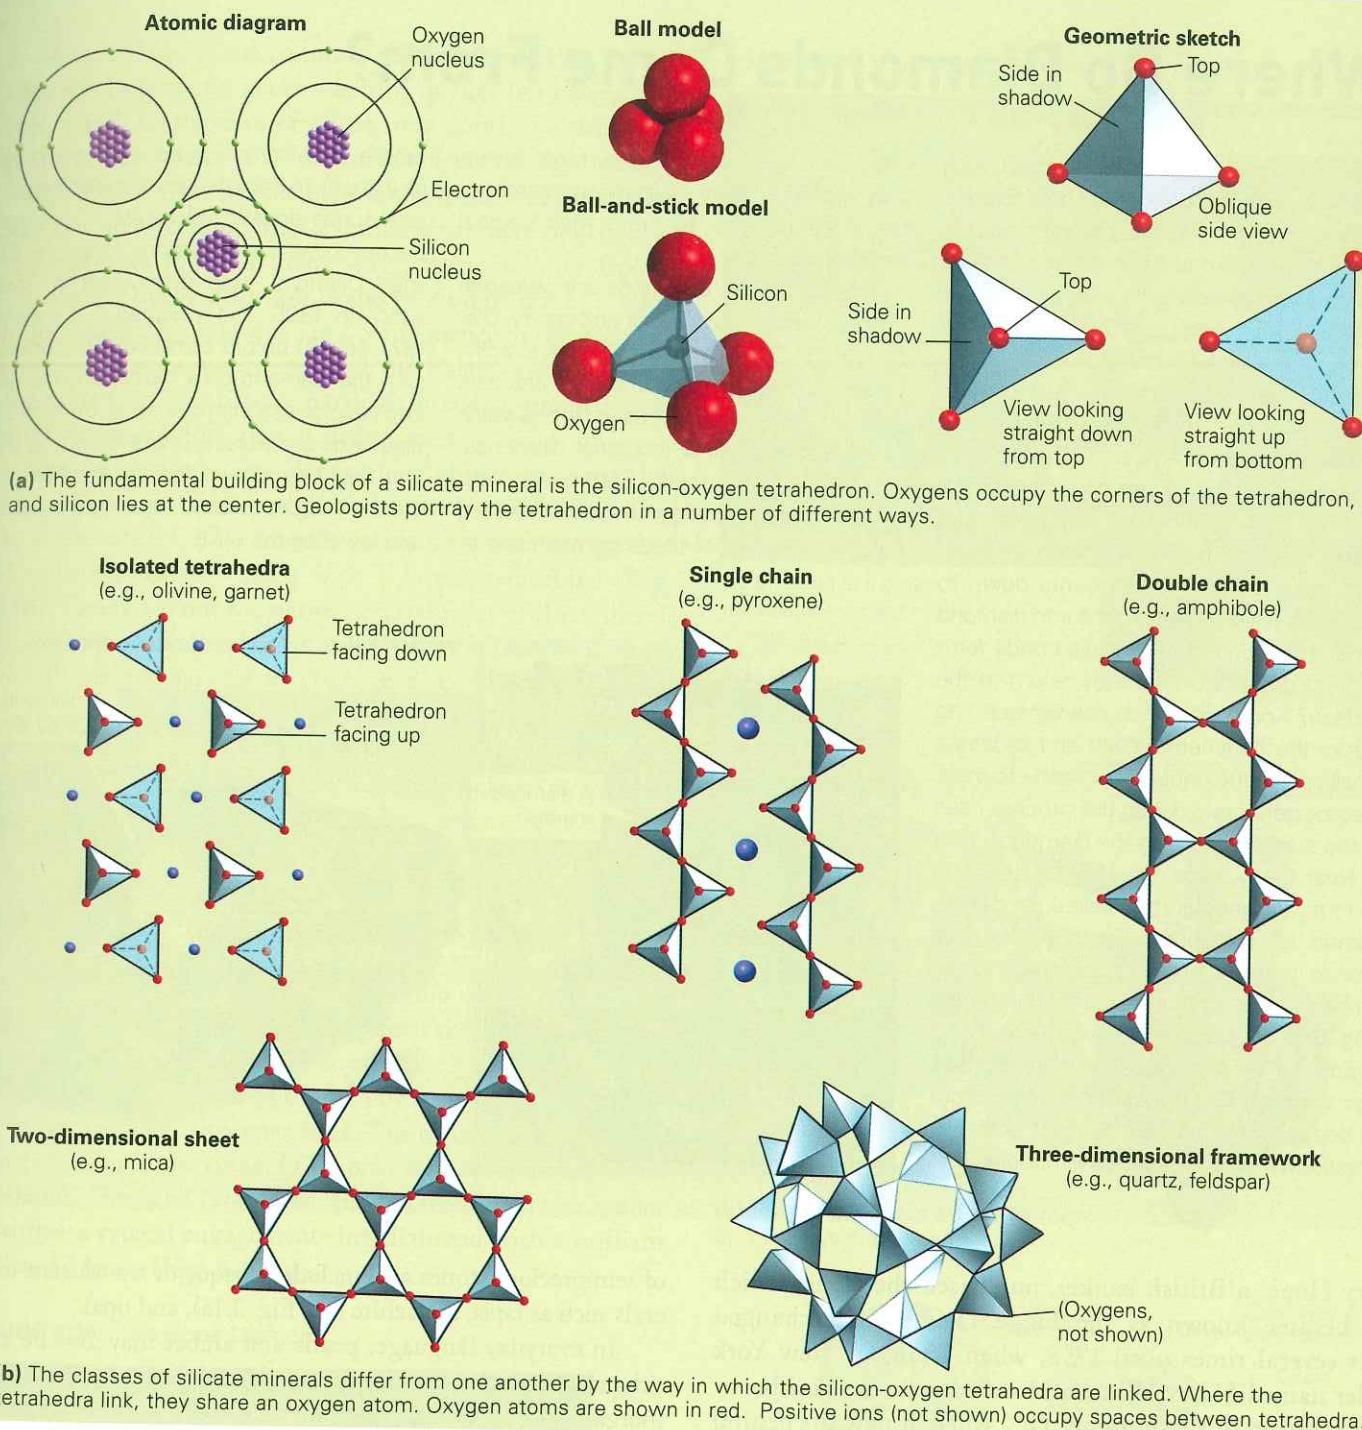 Atomic diagram
Oxygen
nucleus
Electron
Silicon
nucleus
Ball model
Ball-and-stick model
Silicon
Oxygen
Geometric sketch
Side in
shadow
Top
Oblique
side view
Side in
shadow
Top
View looking
straight down
from top
View looking
straight up
from bottom
(a) The fundamental building block of a silicate mineral is the silicon-oxygen tetrahedron. Oxygens occupy the corners of the tetrahedron,
and silicon lies at the center. Geologists portray the tetrahedron in a number of different ways.
Isolated tetrahedra
(e.g., olivine, garnet)
Tetrahedron
facing down
Tetrahedron
facing up
Single chain
(e.g., pyroxene)
Double chain
(e.g., amphibole)
Two-dimensional sheet
(e.g., mica)
Three-dimensional framework
(e.g., quartz, feldspar)
(Oxygens,
not shown)
(b) The classes of silicate minerals differ from one another by the way in which the silicon-oxygen tetrahedra are linked. Where the
tetrahedra link, they share an oxygen atom. Oxygen atoms are shown in red. Positive ions (not shown) occupy spaces between tetrahedra.